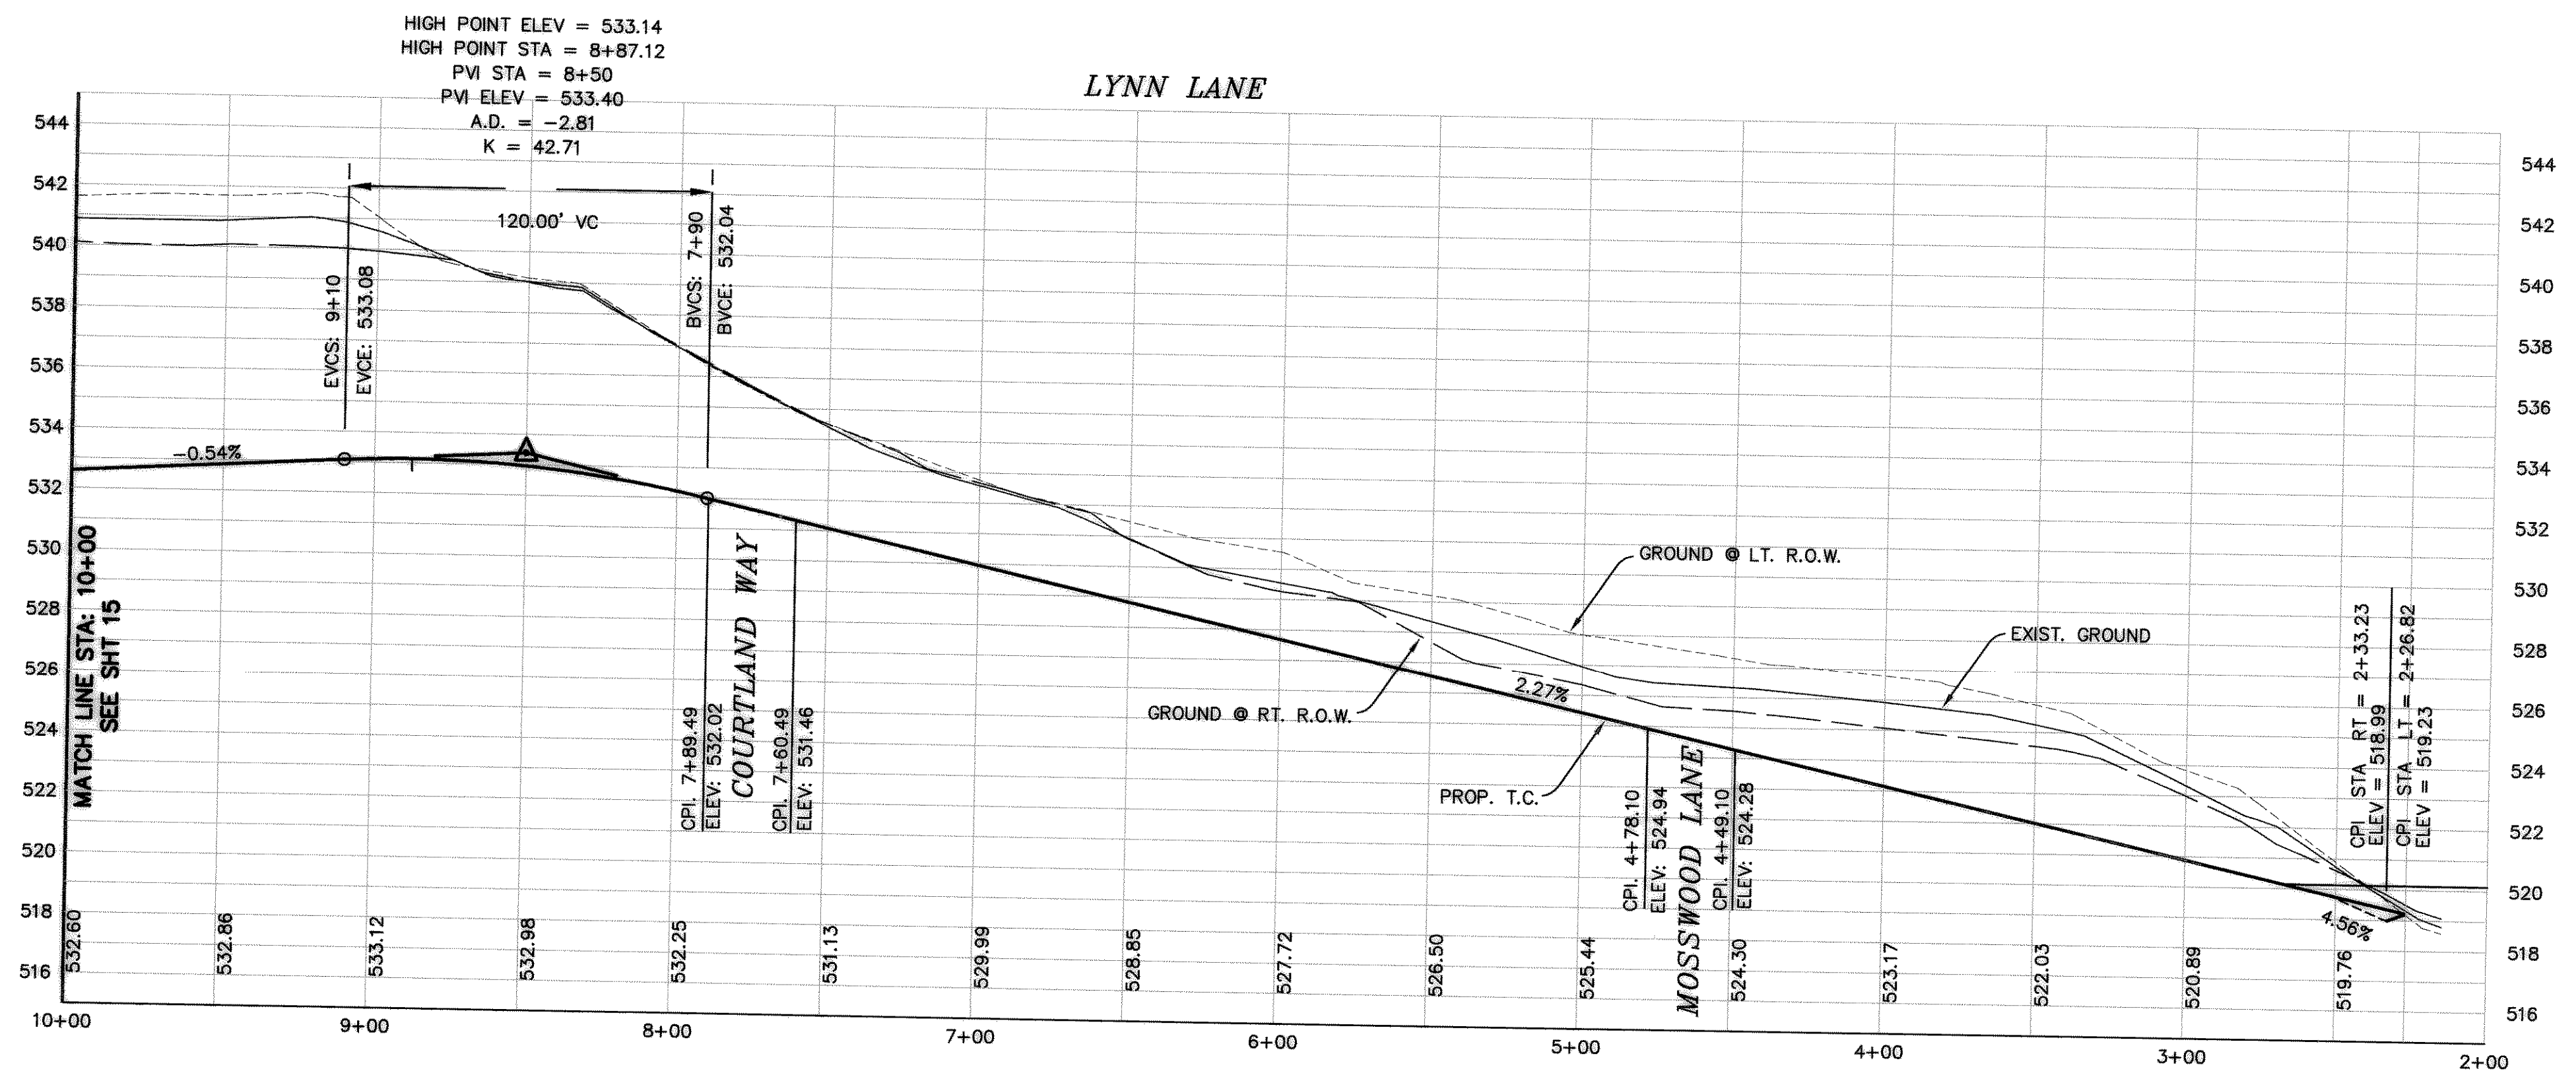 HIGH POINT ELEV = 533.14
HIGH POINT STA = 8+87.12
PVI STA = 8+50
PVI ELEV = 533.40
A.D. = -2.81
K = 42.71
LYNN LANE
544
542
540
538
536
534
532
530
528
526
524
522
520
518
516
120.00' VC
EVCS: 9+10
EVCE: 533.08
BVCS: 7+90
BVCE: 532.04
-0.54%
MATCH LINE STA: 10+00
SEE SHT 15
CPI. 7+89.49
ELEV: 532.02
COURTLAND WAY
CPI. 7+60.49
ELEV: 531.46
GROUND @ LT. R.O.W.
EXIST. GROUND
GROUND @ RT. R.O.W.
2.27%
PROP. T.C.
CPI. 4+78.10
ELEV: 524.94
MOSSWOOD LANE
CPI. 4+49.10
ELEV: 524.28
CPI STA RT = 2+33.23
ELEV = 518.99
CPI STA LT = 2+26.82
ELEV = 519.23
4.56%
544
542
540
538
536
534
532
530
528
526
524
522
520
518
516
532.60
532.86
533.12
532.98
532.25
531.13
529.99
528.85
527.72
526.50
525.44
524.30
523.17
522.03
520.89
519.76
10+00
9+00
8+00
7+00
6+00
5+00
4+00
3+00
2+00